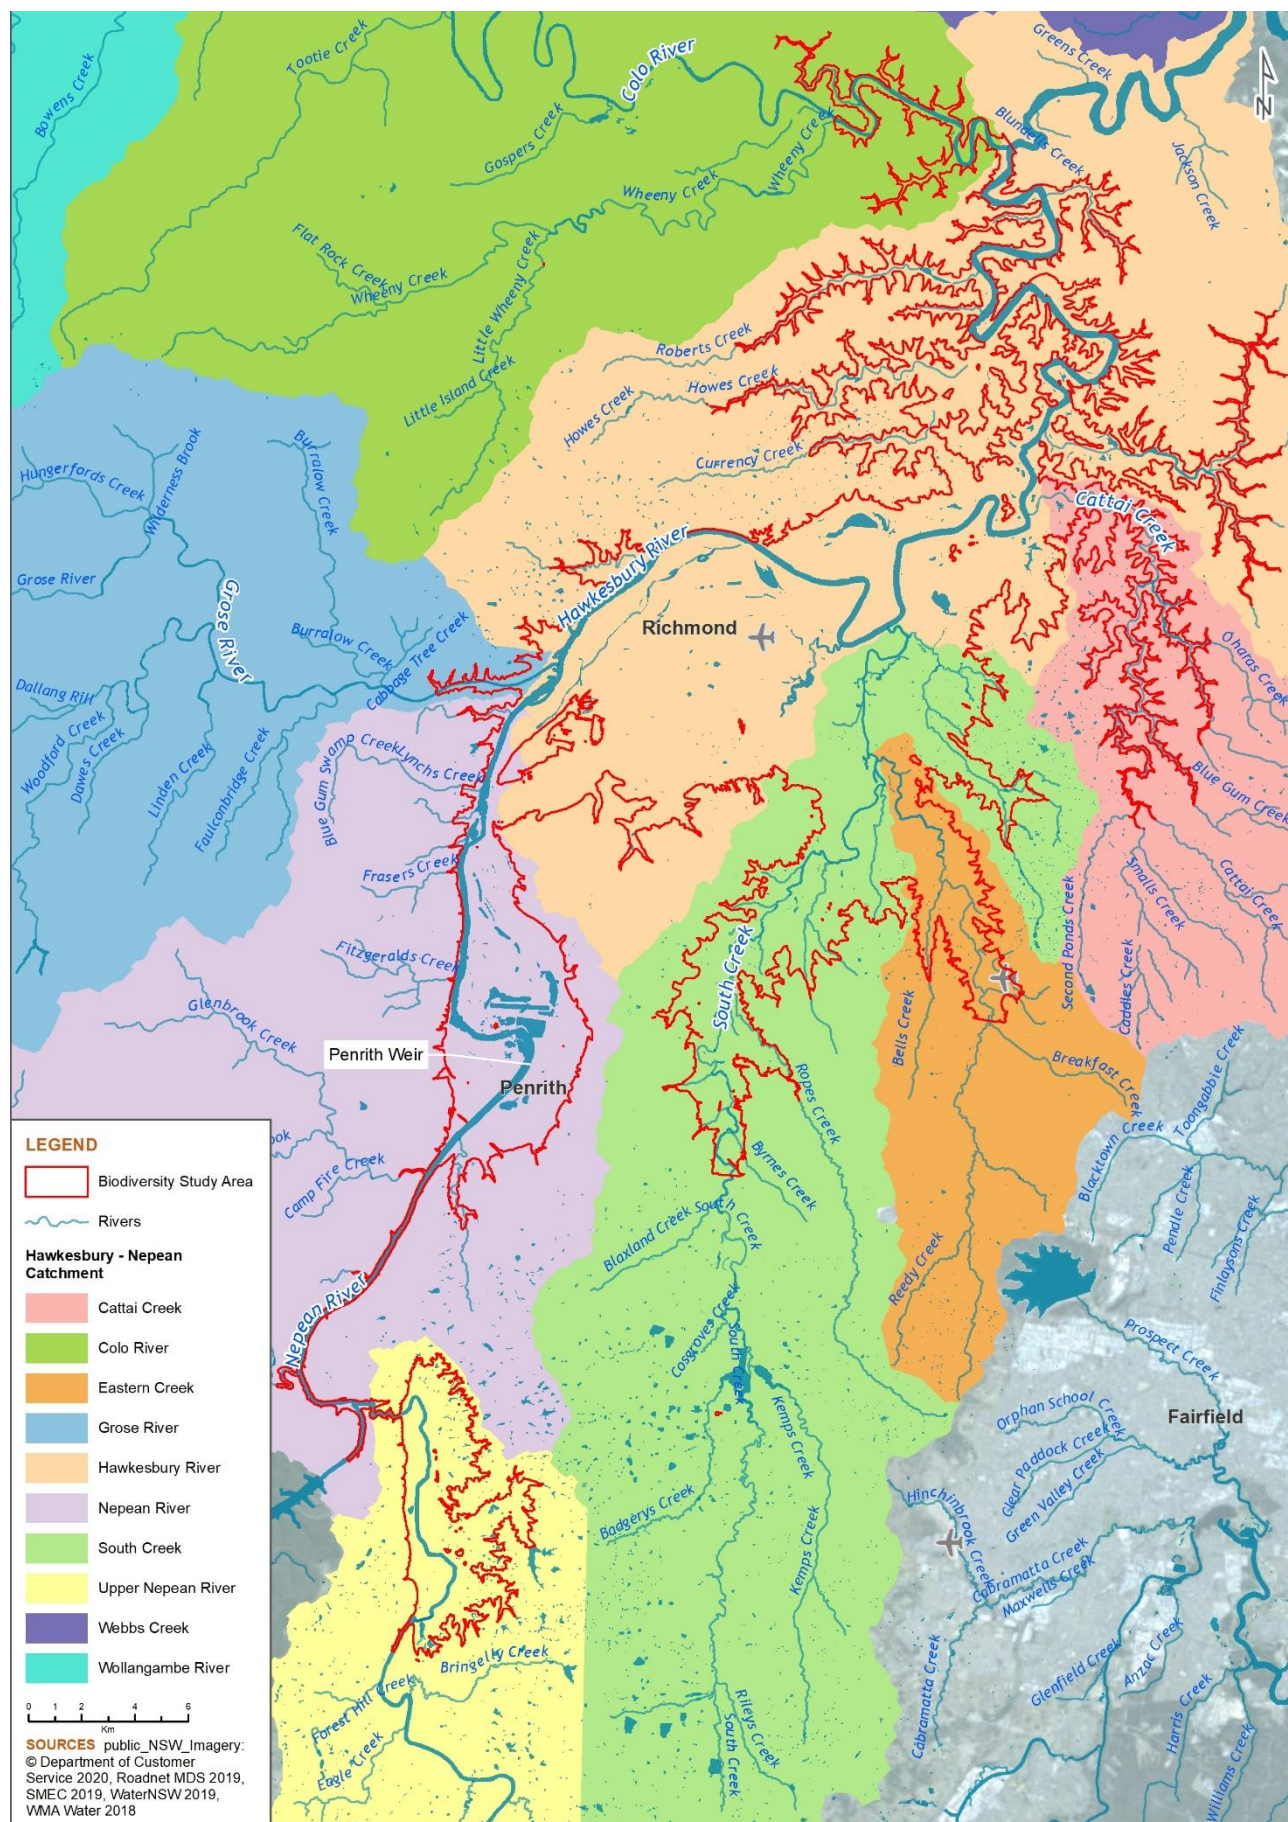 Bowens Creek
Tootie Creek
Colo River
Gospers Creek
Wheeny Creek
Wheeny Creek
Greens Creek
Blundells Creek
Jackson Creek
N
Flat Rock Creek
Wheeny Creek
Little Wheeny Creek
Little Island Creek
Roberts Creek
Howes Creek
Howes Creek
Currency Creek
Hungerfords Creek
Wilderness Brook
Burralow Creek
Grose River
Grose River
Hawkesbury River
Cattai Creek
Richmond
Burralow Creek
Cabbage Tree Creek
Oharas Creek
Dallang Rill
Woodford Creek
Dawes Creek
Linden Creek
Faulconbridge Creek
Blue Gum Swamp Creek
Lynchs Creek
Blue Gum Creek
Frasers Creek
Smalls Creek
Cattai Creek
Second Ponds Creek
Caddies Creek
Fitzgeralds Creek
South Creek
Glenbrook Creek
Bells Creek
Penrith Weir
Penrith
Ropes Creek
Breakfast Creek
Toongabbie Creek
Blacktown Creek
Pendle Creek
Finlaysons Creek
Camp Fire Creek
Byrnes Creek
Blaxland Creek
South Creek
Reedy Creek
Nepean River
Cosgroves Creek
South Creek
Prospect Creek
Kemps Creek
Orphan School Creek
Fairfield
Clear Paddock Creek
Green Valley Creek
Badgerys Creek
Hinchinbrook Creek
Kemps Creek
Cabramatta Creek
Maxwells Creek
Bringelly Creek
Forest Hill Creek
Eagle Creek
Rileys Creek
South Creek
Cabramatta Creek
Glenfield Creek
Anzac Creek
Harris Creek
Williams Creek
LEGEND
Biodiversity Study Area
Rivers
Hawkesbury - Nepean
Catchment
Cattai Creek
Colo River
Eastern Creek
Grose River
Hawkesbury River
Nepean River
South Creek
Upper Nepean River
Webbs Creek
Wollangambe River
0 2 4 6
Km
SOURCES public_NSW_Imagery:
© Department of Customer
Service 2020, Roadnet MDS 2019,
SMEC 2019, WaterNSW 2019,
WMA Water 2018